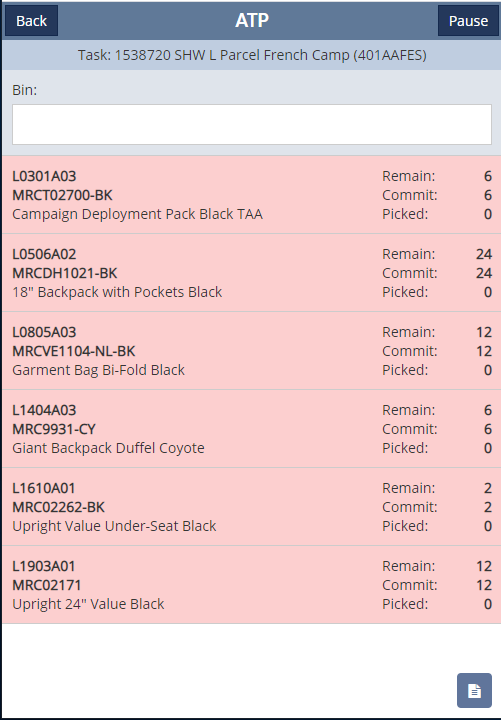 Back ATP Pause
Task: 1538720 SHW L Parcel French Camp (401AAFES)
Bin:
L0301A03 Remain: 6
MRCT02700-BK Commit: 6
Campaign Deployment Pack Black TAA Picked: 0
L0506A02 Remain: 24
MRCDH1021-BK Commit: 24
18" Backpack with Pockets Black Picked: 0
L0805A03 Remain: 12
MRCVE1104-NL-BK Commit: 12
Garment Bag Bi-Fold Black Picked: 0
L1404A03 Remain: 6
MRC9931-CY Commit: 6
Giant Backpack Duffel Coyote Picked: 0
L1610A01 Remain: 2
MRC02262-BK Commit: 2
Upright Value Under-Seat Black Picked: 0
L1903A01 Remain: 12
MRC02171 Commit: 12
Upright 24" Value Black Picked: 0